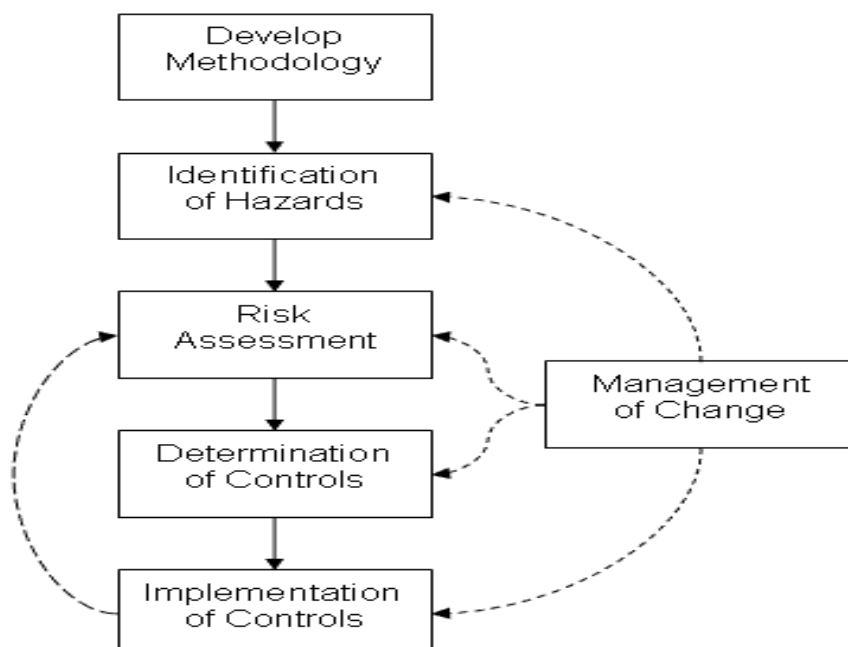 Develop
Methodology
Identification
of Hazards
Risk
Assessment
Management
of Change
Determination
of Controls
Implementation
of Controls